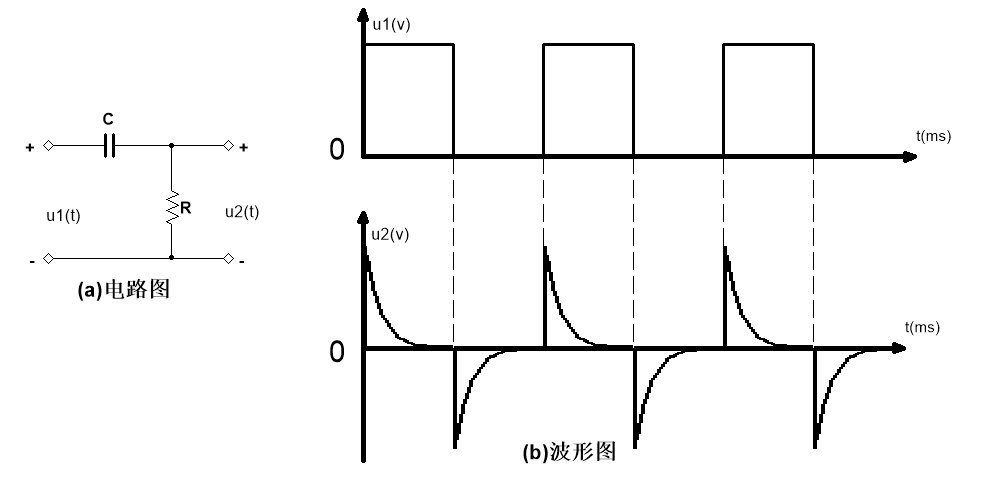 C
+
+
R
u1(t)
u2(t)
-
-
(a)电路图
u1(v)
0
t(ms)
u2(v)
t(ms)
0
(b)波形图